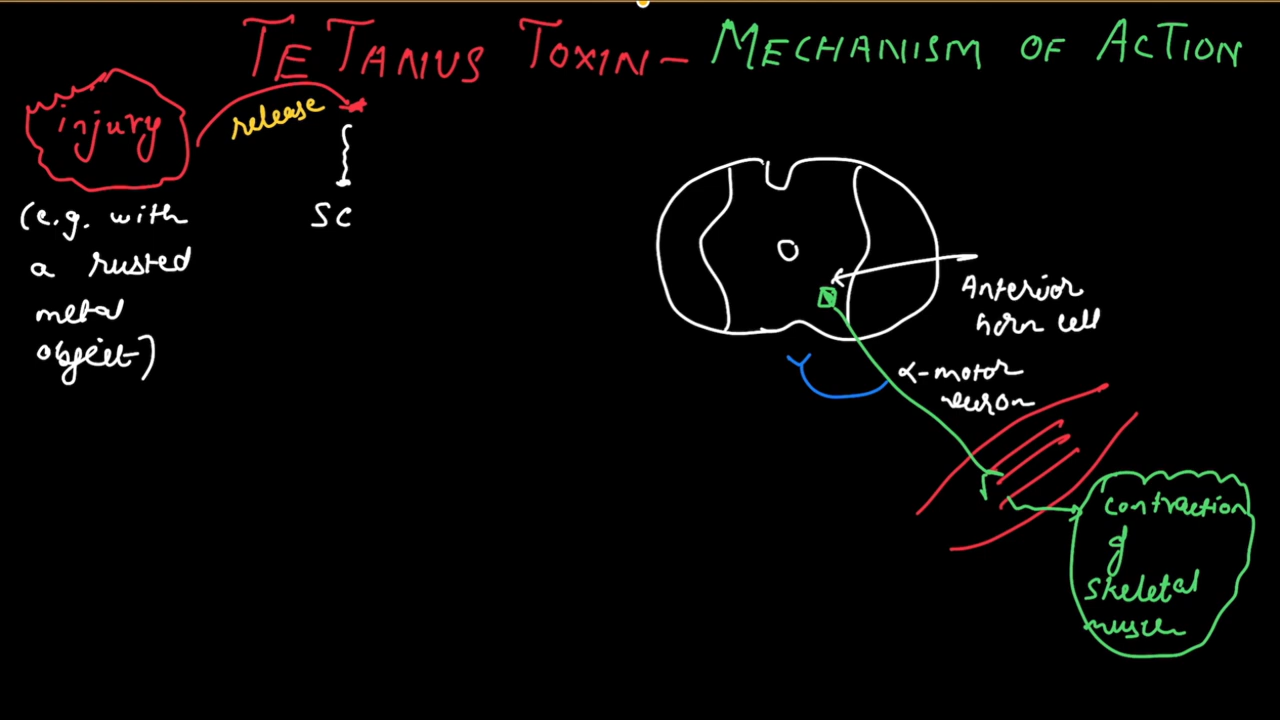 TETANUS TOXIN - MECHANISM OF ACTION
injury
release
(e.g. with
a rusted
metal
object)
SC
Anterior
horn cell
α-motor
neuron
contraction
of
skeletal
muscle